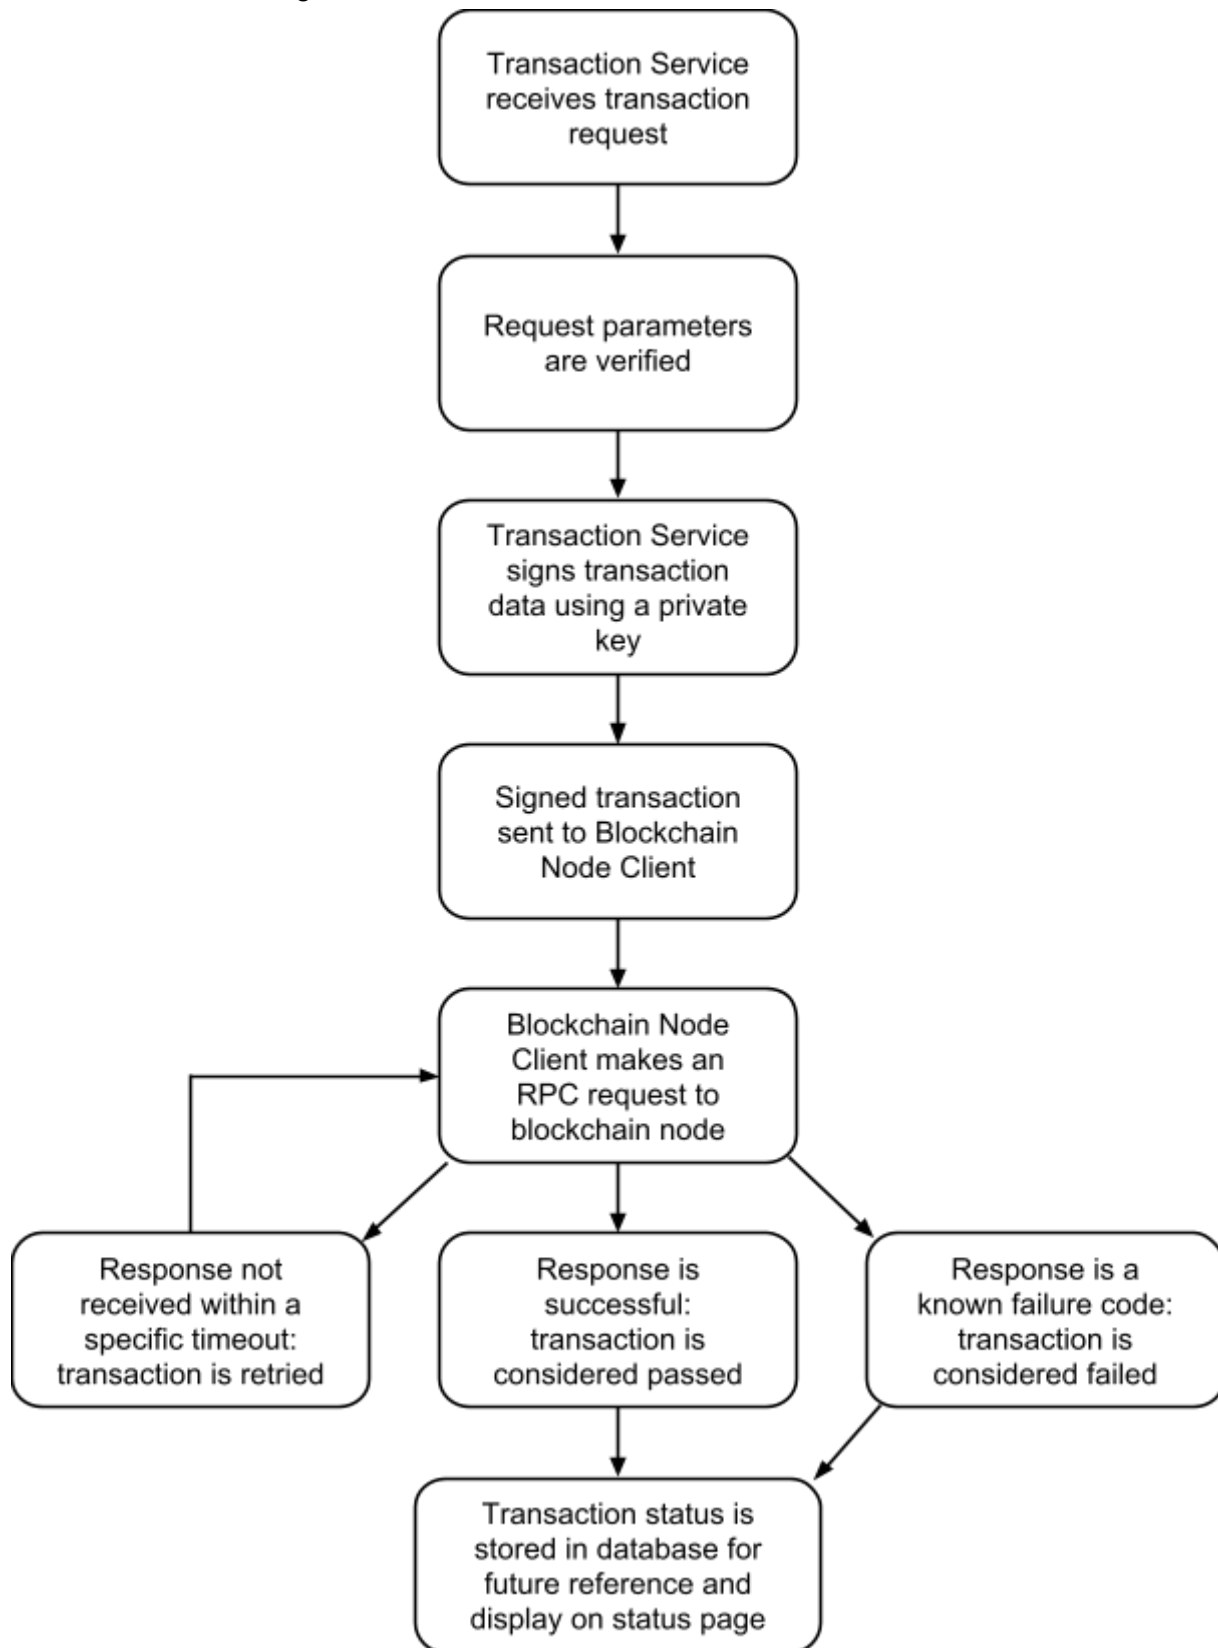 Transaction Service
receives transaction
request
Request parameters
are verified
Transaction Service
signs transaction
data using a private
key
Signed transaction
sent to Blockchain
Node Client
Blockchain Node
Client makes an
RPC request to
blockchain node
Response not
received within a
specific timeout:
transaction is retried
Response is
successful:
transaction is
considered passed
Response is a
known failure code:
transaction is
considered failed
Transaction status is
stored in database for
future reference and
display on status page